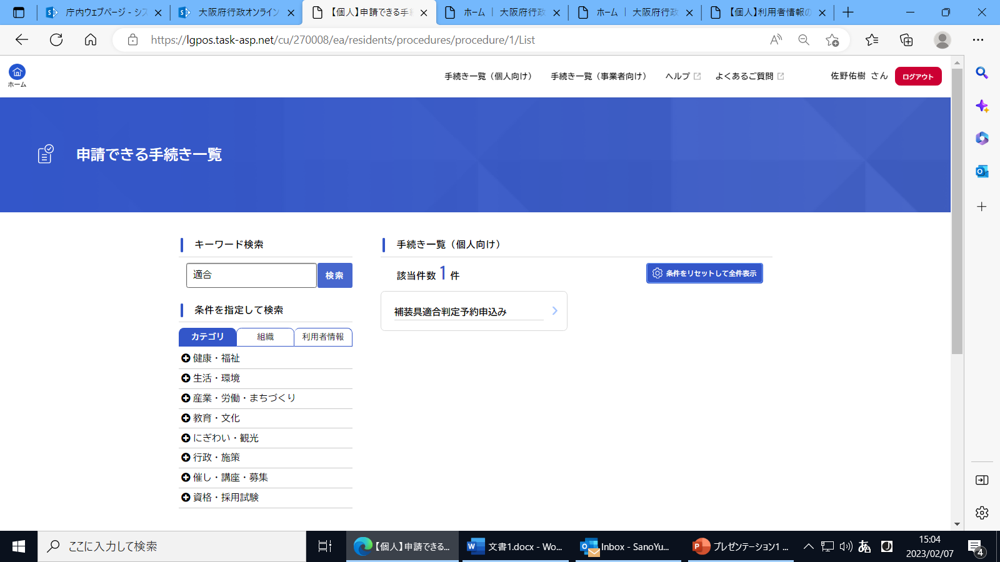 庁内ウェブページ - シス
大阪府行政オンライン
【個人】申請できる手続
ホーム | 大阪府行政
ホーム | 大阪府行政
【個人】利用者情報の
https://lgpos.task-asp.net/cu/270008/ea/residents/procedures/procedure/1/List
ホーム
手続き一覧（個人向け）
手続き一覧（事業者向け）
ヘルプ
よくあるご質問
佐野佑樹 さん
ログアウト
申請できる手続き一覧
キーワード検索
適合
検索
条件を指定して検索
カテゴリ
組織
利用者情報
健康・福祉
生活・環境
産業・労働・まちづくり
教育・文化
にぎわい・観光
行政・施策
催し・講座・募集
資格・採用試験
手続き一覧（個人向け）
該当件数 1 件
条件をリセットして全件表示
補装具適合判定予約申込み
ここに入力して検索
【個人】申請できる...
文書1.docx - Wo...
Inbox - SanoYu...
プレゼンテーション1 ...
あ
15:04
2023/02/07
4